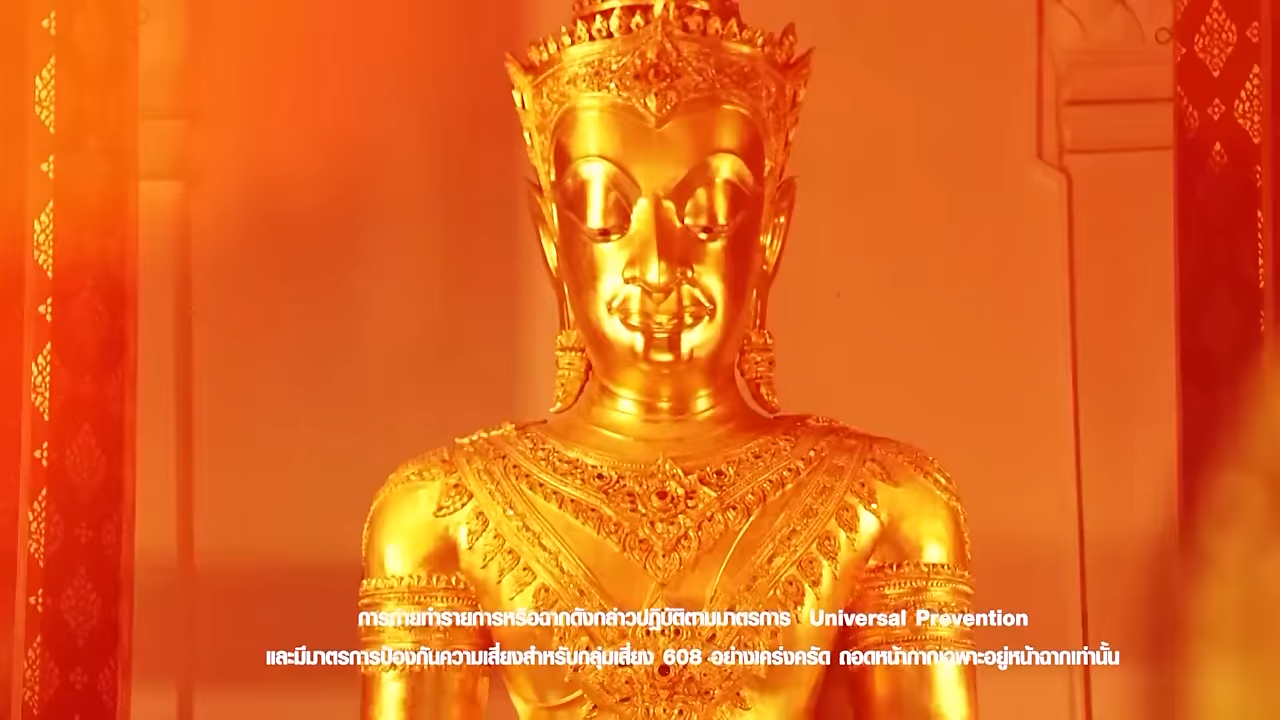 การถ่ายทำรายการหรือฉากดังกล่าวปฏิบัติตามมาตรการ Universal Prevention
และมีมาตรการป้องกันความเสี่ยงสำหรับกลุ่มเสี่ยง 608 อย่างเคร่งครัด ถอดหน้ากากเฉพาะอยู่หน้าฉากเท่านั้น